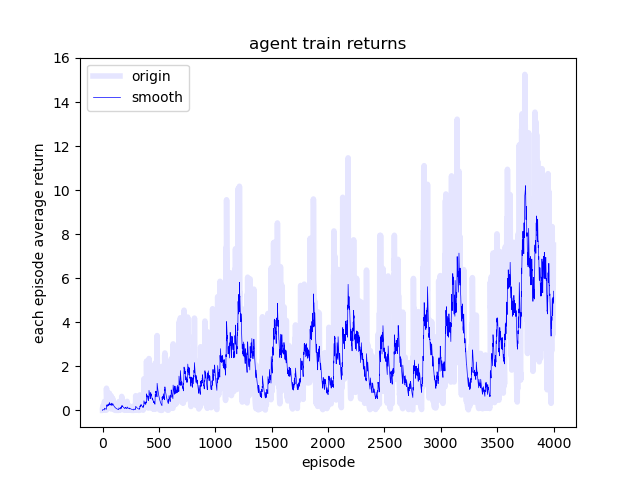 agent train returns
origin
smooth
each episode average return
16
14
12
10
8
6
4
2
0
0 500 1000 1500 2000 2500 3000 3500 4000
episode